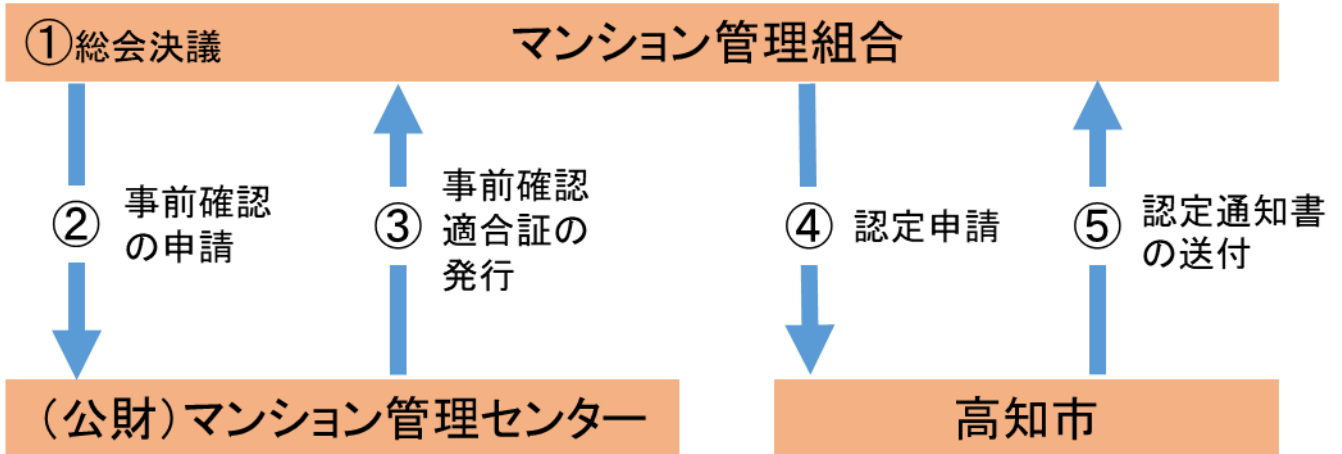 ①総会決議
マンション管理組合
②
事前確認
の申請
③
事前確認
適合証の
発行
④
認定申請
⑤
認定通知書
の送付
（公財）マンション管理センター
高知市